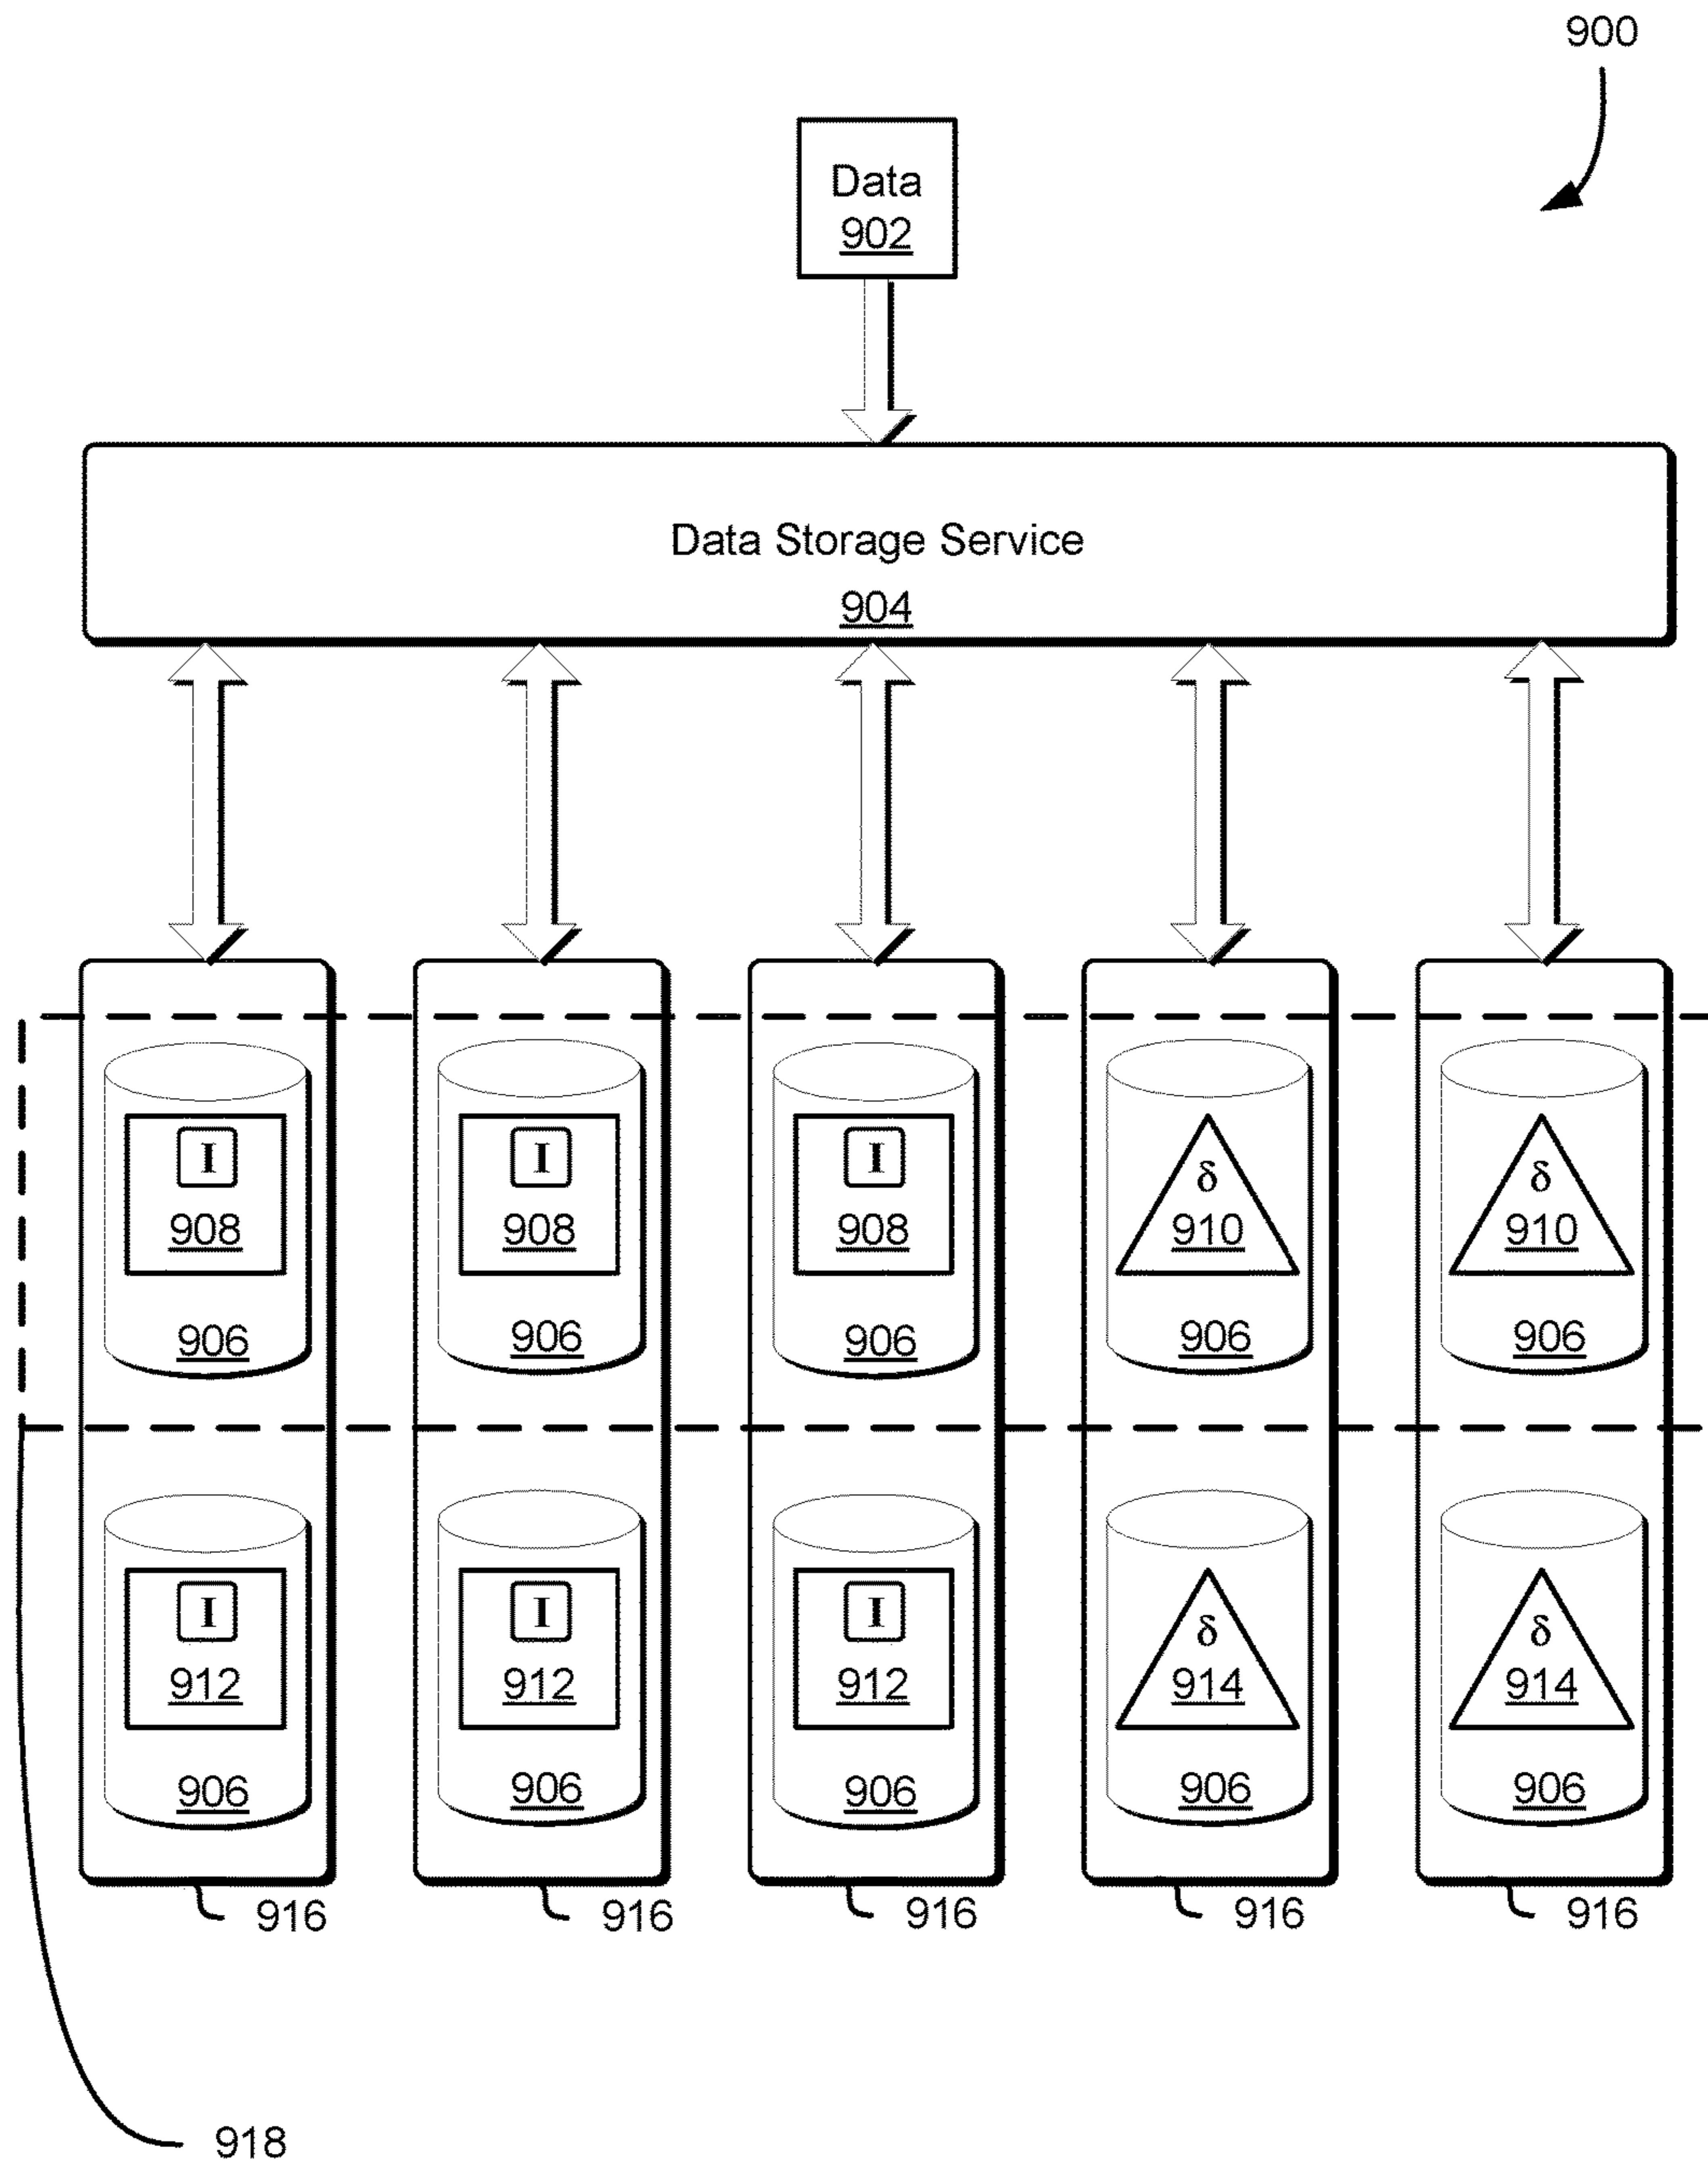 900
Data
902
Data Storage Service
904
I I I δ δ
908 908 908 910 910
906 906 906 906 906
I I I δ δ
912 912 912 914 914
906 906 906 906 906
916 916 916 916 916
918